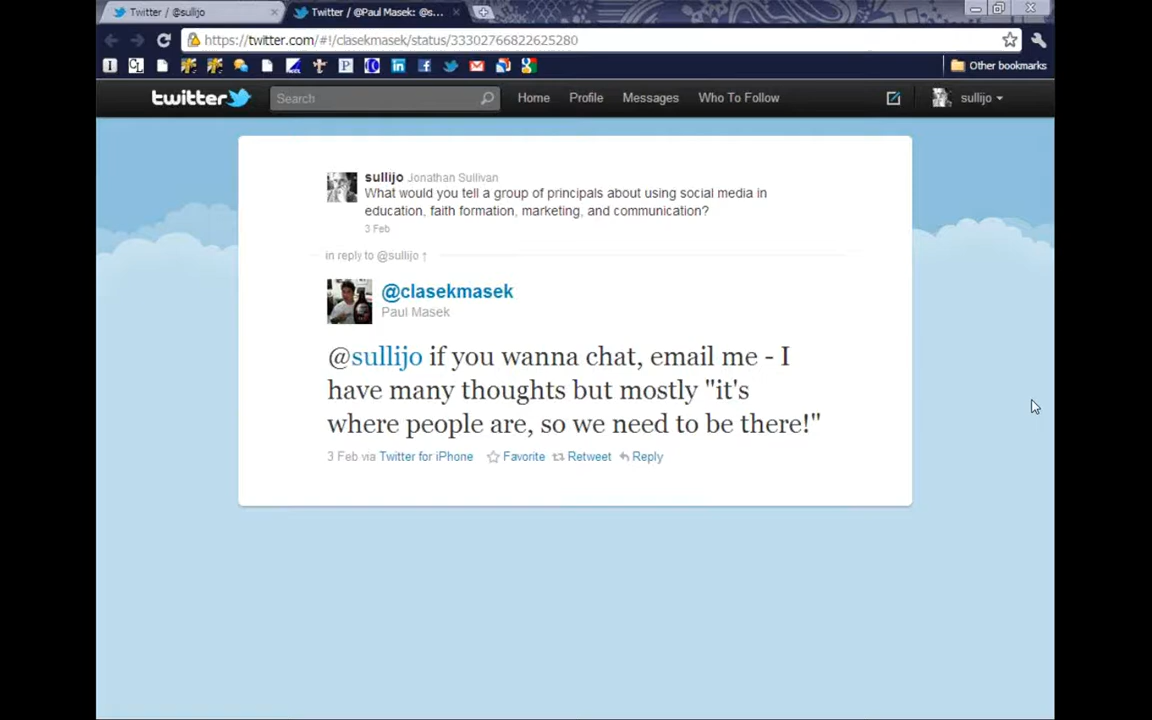 Twitter / @sullijo
Twitter / @Paul Masek: @s...
https://twitter.com/#!/clasekmasek/status/33302766822625280
Other bookmarks
twitter
Search
Home
Profile
Messages
Who To Follow
sullijo
sullijo Jonathan Sullivan
What would you tell a group of principals about using social media in
education, faith formation, marketing, and communication?
3 Feb
in reply to @sullijo ↑
@clasekmasek
Paul Masek
@sullijo if you wanna chat, email me - I
have many thoughts but mostly "it's
where people are, so we need to be there!"
3 Feb via Twitter for iPhone Favorite Retweet Reply